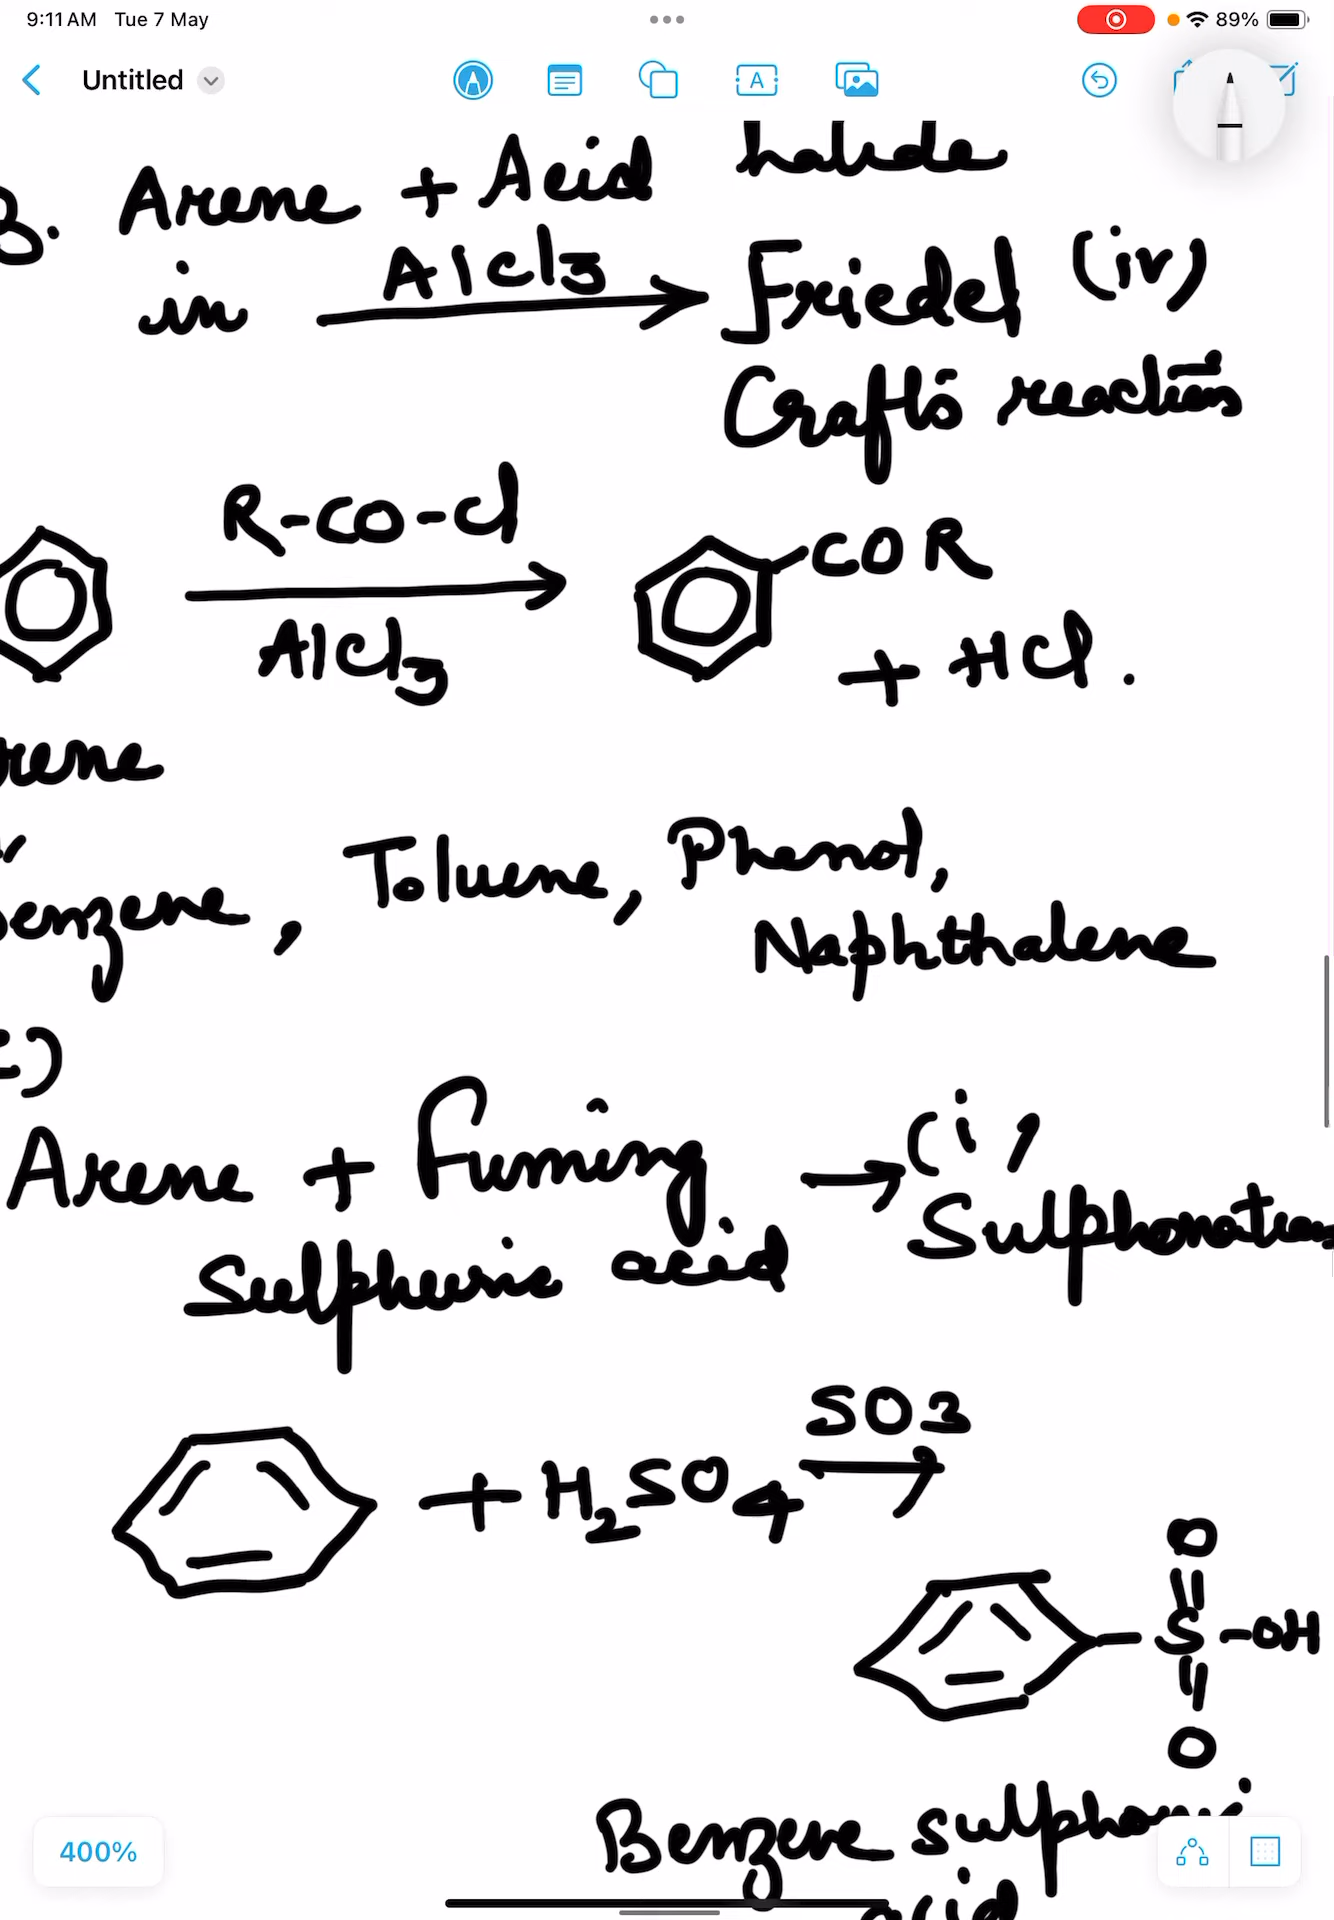 9:11 AM Tue 7 May
89%
Untitled
A
3. Arene + Acid halide
in AlCl3 → Friedel (iv)
Crafts reaction
R-CO-Cl
AlCl3
COR
+ HCl.
rene
enzene, Toluene, Phenol,
Naphthalene
c)
Arene + Fuming → (i)
Sulphuric acid Sulphonation
+ H2SO4 SO3 →
O
S-OH
O
Benzene sulphoni
acid
400%